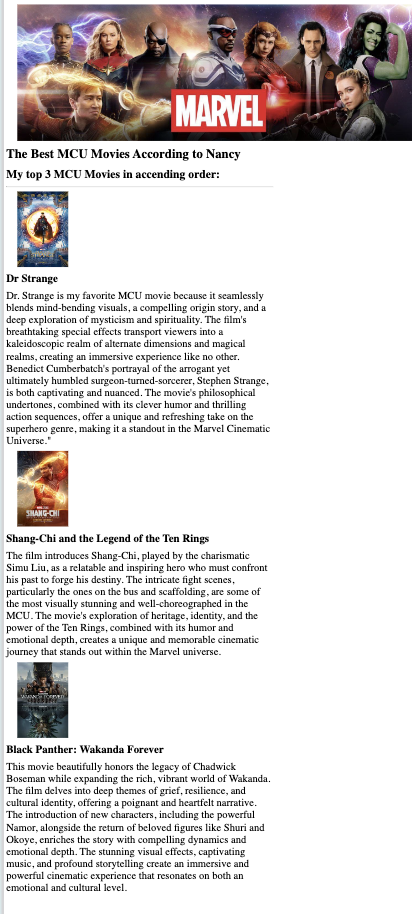 MARVEL
The Best MCU Movies According to Nancy
My top 3 MCU Movies in accending order:
Dr Strange
Dr. Strange is my favorite MCU movie because it seamlessly
blends mind-bending visuals, a compelling origin story, and a
deep exploration of mysticism and spirituality. The film's
breathtaking special effects transport viewers into a
kaleidoscopic realm of alternate dimensions and magical
realms, creating an immersive experience like no other.
Benedict Cumberbatch's portrayal of the arrogant yet
ultimately humbled surgeon-turned-sorcerer, Stephen Strange,
is both captivating and nuanced. The movie's philosophical
undertones, combined with its clever humor and thrilling
action sequences, offer a unique and refreshing take on the
superhero genre, making it a standout in the Marvel Cinematic
Universe."
SHANG-CHI
Shang-Chi and the Legend of the Ten Rings
The film introduces Shang-Chi, played by the charismatic
Simu Liu, as a relatable and inspiring hero who must confront
his past to forge his destiny. The intricate fight scenes,
particularly the ones on the bus and scaffolding, are some of
the most visually stunning and well-choreographed in the
MCU. The movie's exploration of heritage, identity, and the
power of the Ten Rings, combined with its humor and
emotional depth, creates a unique and memorable cinematic
journey that stands out within the Marvel universe.
WAKANDA FOREVER
Black Panther: Wakanda Forever
This movie beautifully honors the legacy of Chadwick
Boseman while expanding the rich, vibrant world of Wakanda.
The film delves into deep themes of grief, resilience, and
cultural identity, offering a poignant and heartfelt narrative.
The introduction of new characters, including the powerful
Namor, alongside the return of beloved figures like Shuri and
Okoye, enriches the story with compelling dynamics and
emotional depth. The stunning visual effects, captivating
music, and profound storytelling create an immersive and
powerful cinematic experience that resonates on both an
emotional and cultural level.